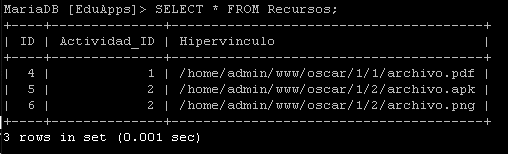 MariaDB [EduApps]> SELECT * FROM Recursos;
+----+--------------+-----------------------------------+
| ID | Actividad_ID | Hipervinculo                      |
+----+--------------+-----------------------------------+
|  4 |            1 | /home/admin/www/oscar/1/1/archivo.pdf |
|  5 |            2 | /home/admin/www/oscar/1/2/archivo.apk |
|  6 |            2 | /home/admin/www/oscar/1/2/archivo.png |
+----+--------------+-----------------------------------+
3 rows in set (0.001 sec)